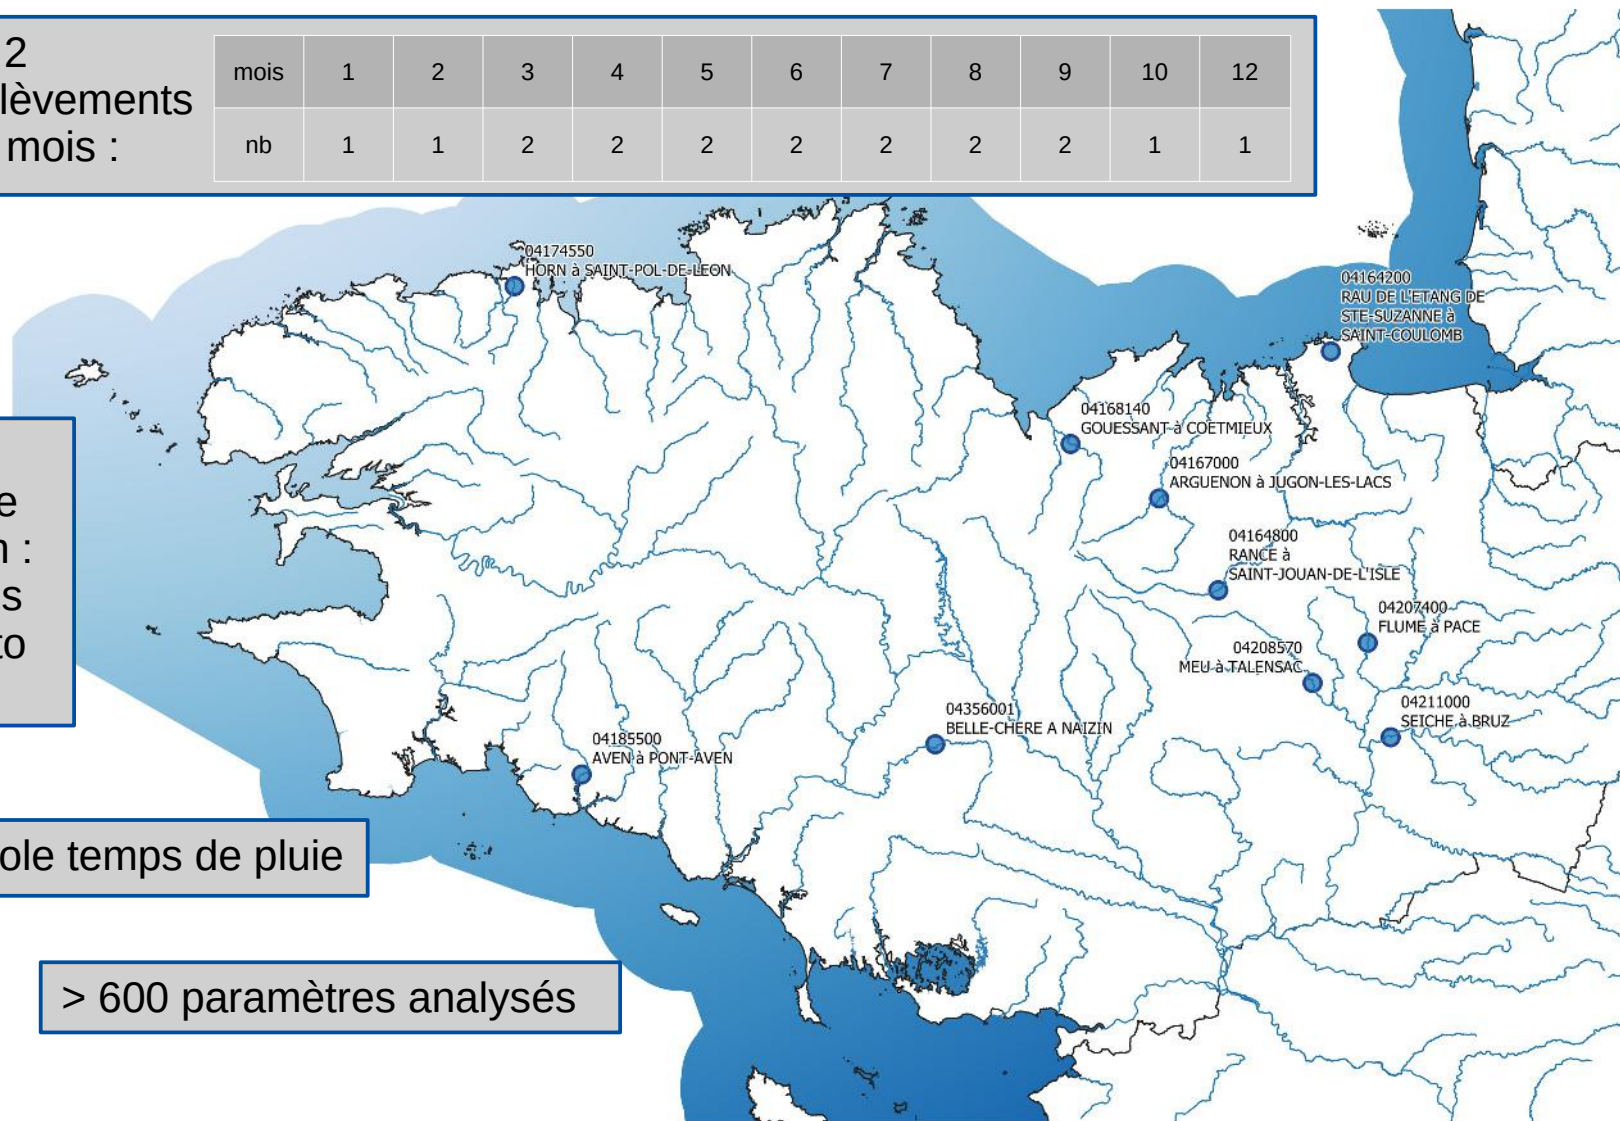 2
lèvements
mois :
mois 1 2 3 4 5 6 7 8 9 10 12
nb 1 1 2 2 2 2 2 2 2 1 1
04174550
HORN à SAINT-POL-DE-LEON
04164200
RAU DE L'ETANG DE
STE-SUZANNE à
SAINT-COULOMB
04168140
GOUESSANT à COETMIEUX
04167000
ARGUENON à JUGON-LES-LACS
e
n :
s
to
04164800
RANCE à
SAINT-JOUAN-DE-L'ISLE
04207400
FLUME à PACE
04208570
MEU à TALENSAC
04211000
SEICHE à BRUZ
04356001
BELLE-CHERE A NAIZIN
04185500
AVEN à PONT-AVEN
ole temps de pluie
> 600 paramètres analysés